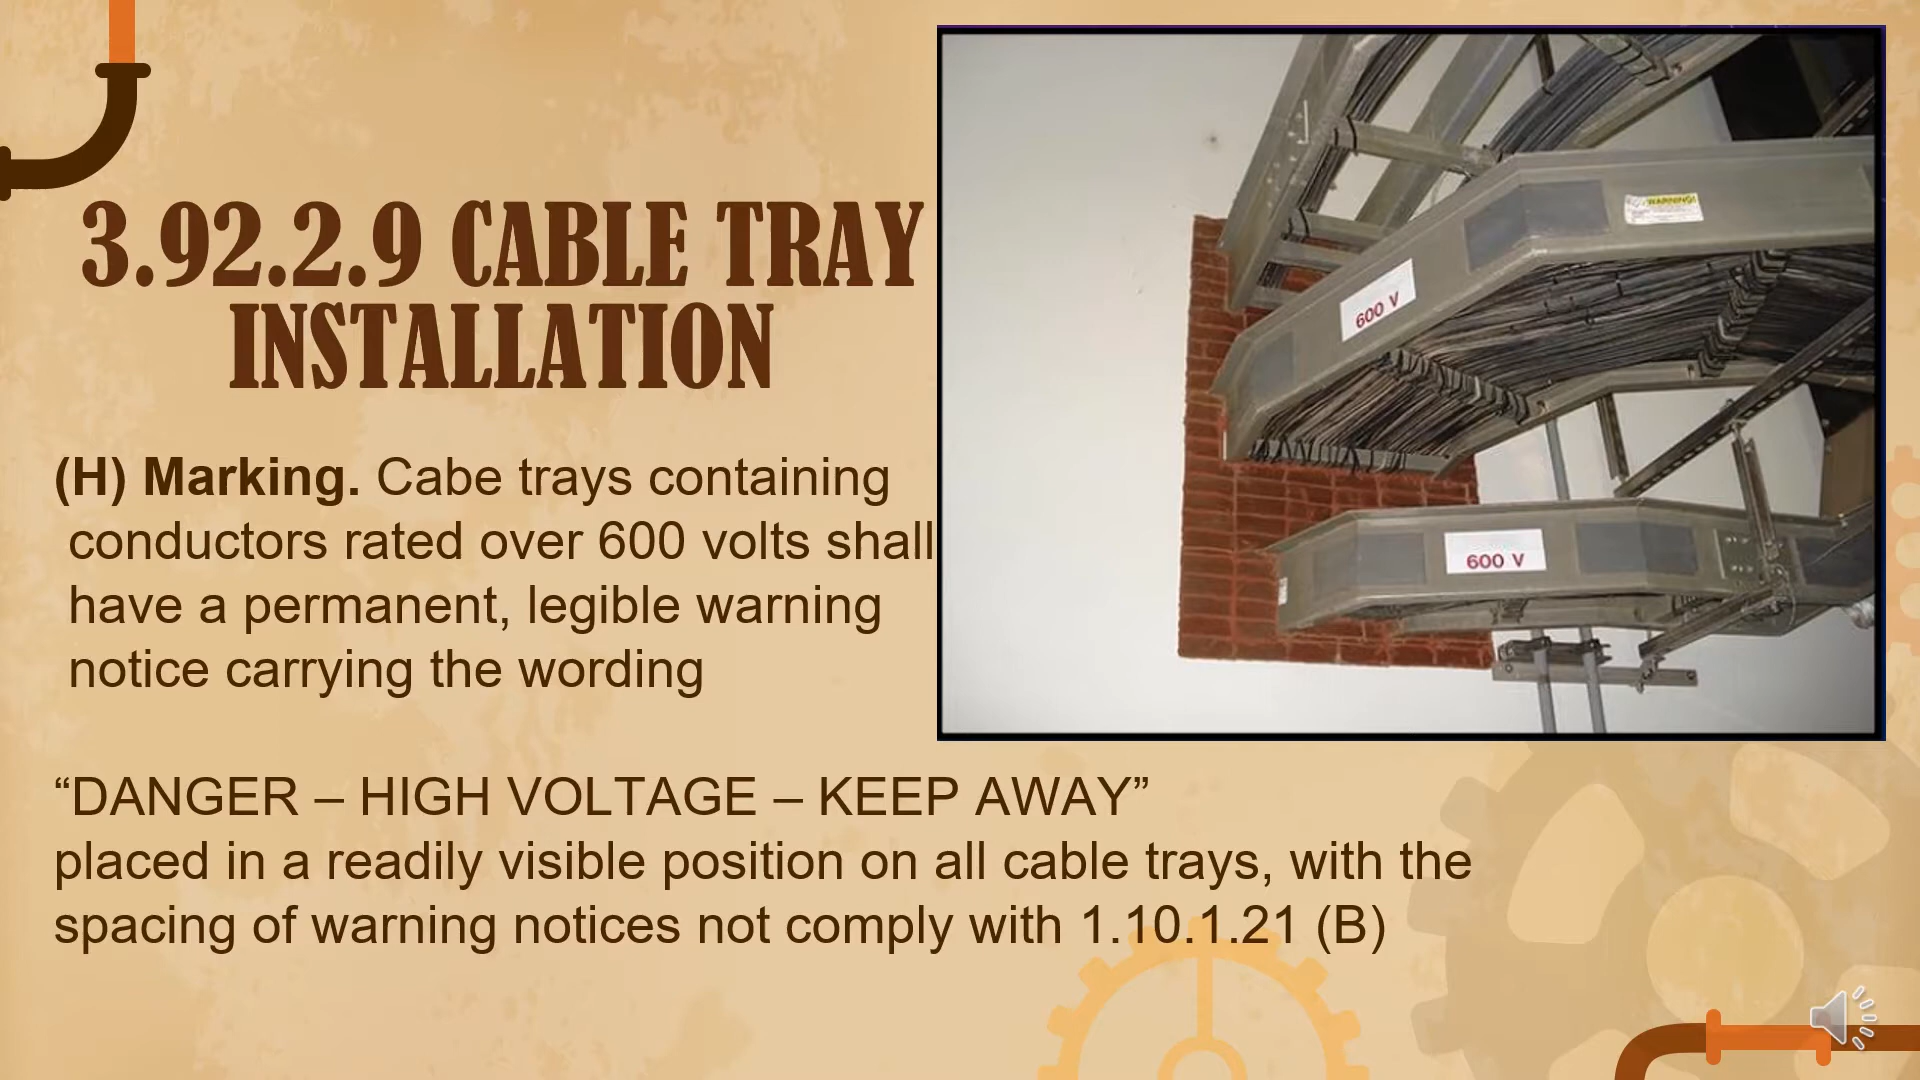 3.92.2.9 CABLE TRAY
INSTALLATION
(H) Marking. Cabe trays containing
conductors rated over 600 volts shall
have a permanent, legible warning
notice carrying the wording
“DANGER – HIGH VOLTAGE – KEEP AWAY”
placed in a readily visible position on all cable trays, with the
spacing of warning notices not comply with 1.10.1.21 (B)
WARNING!
600 V
600 V